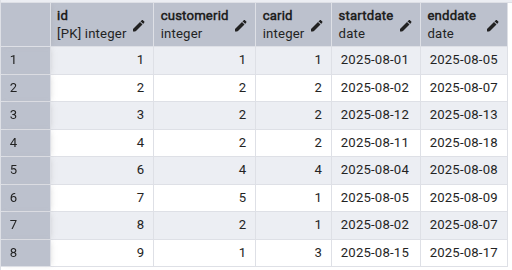 id customerid carid startdate enddate
[PK] integer integer integer date date
1 1 1 1 2025-08-01 2025-08-05
2 2 2 2 2025-08-02 2025-08-07
3 3 2 2 2025-08-12 2025-08-13
4 4 2 2 2025-08-11 2025-08-18
5 6 4 4 2025-08-04 2025-08-08
6 7 5 1 2025-08-05 2025-08-09
7 8 2 1 2025-08-02 2025-08-07
8 9 1 3 2025-08-15 2025-08-17